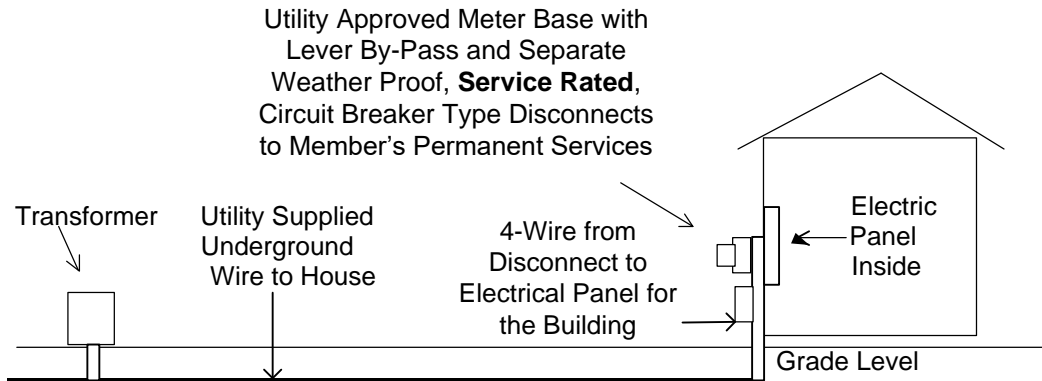 Utility Approved Meter Base with
Lever By-Pass and Separate
Weather Proof, Service Rated,
Circuit Breaker Type Disconnects
to Member's Permanent Services
Transformer
Utility Supplied
Underground
Wire to House
4-Wire from
Disconnect to
Electrical Panel for
the Building
Electric
Panel
Inside
Grade Level